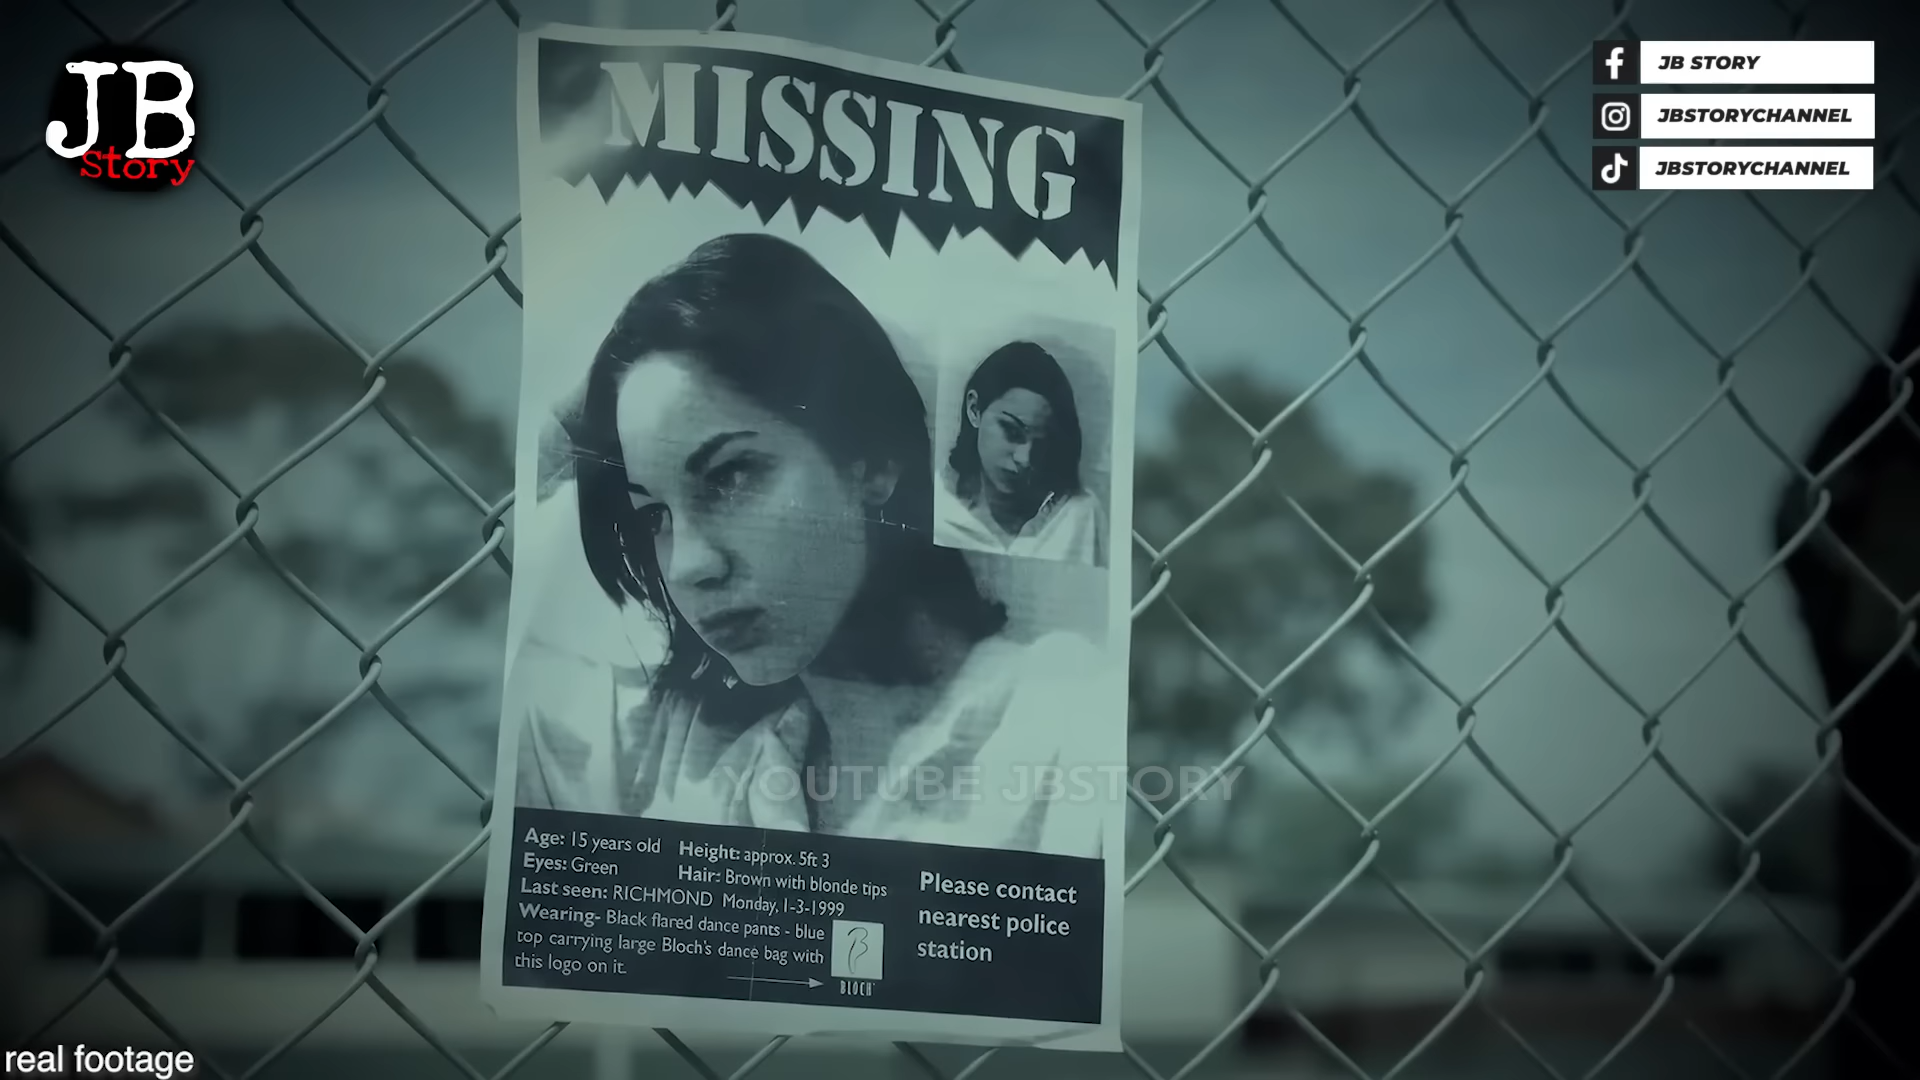 JB
Story
JB STORY
JBSTORYCHANNEL
JBSTORYCHANNEL
MISSING
YOUTUBE JBSTORY
Age: 15 years old Height: approx. 5ft 3
Eyes: Green Hair: Brown with blonde tips
Last seen: RICHMOND Monday, 1-3-1999
Wearing- Black flared dance pants - blue
top carrying large Bloch's dance bag with
this logo on it.
B
BLOCH
Please contact
nearest police
station
real footage